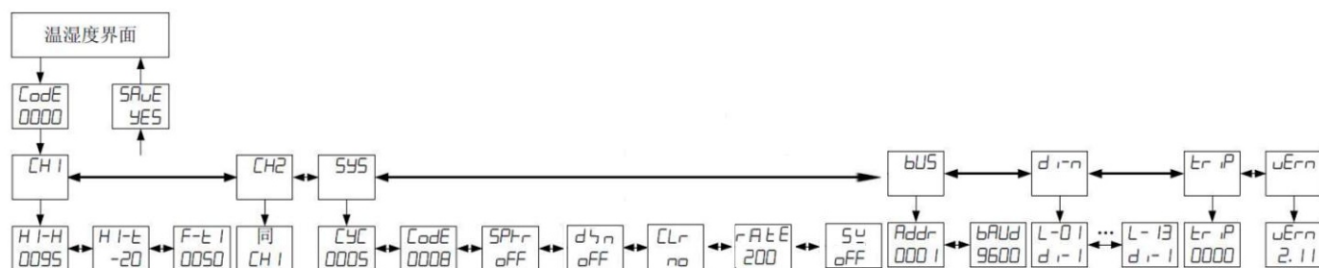 温湿度界面
CodE
0000
SAvE
YES
CH1
CH2
SYS
bUS
di-n
triP
vErn
H1-H
0095
H1-t
-20
F-t1
0050
同
CH1
CYC
0005
CodE
0008
SPtr
oFF
oFF
CLr
no
rAtE
200
oFF
Addr
0001
bAUd
9600
L-01
di-1
...
L-13
di-1
triP
0000
vErn
2.11